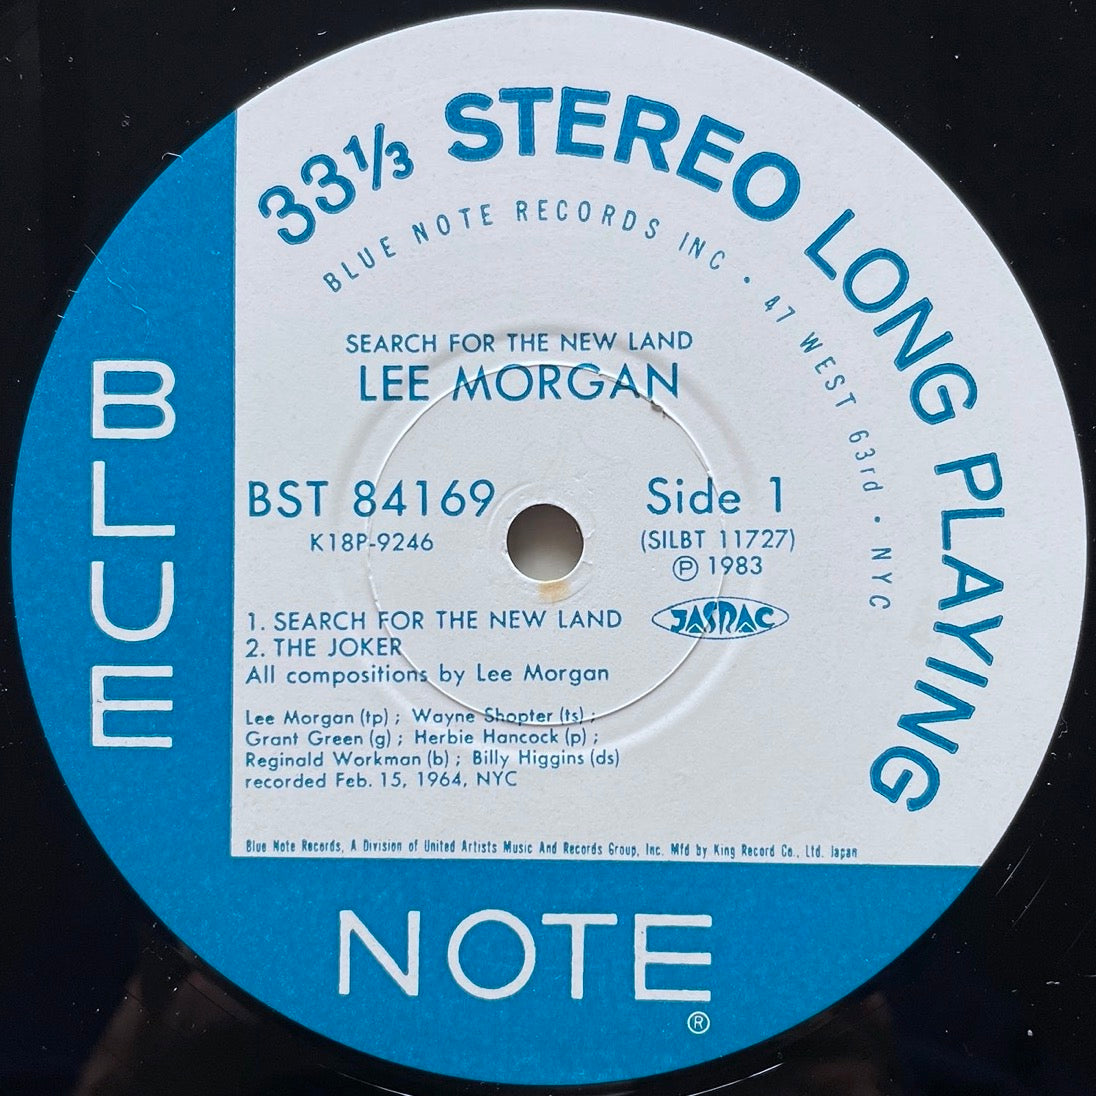 33⅓ STEREO LONG PLAYING
BLUE NOTE RECORDS INC • 47 WEST 63rd • NYC
SEARCH FOR THE NEW LAND
LEE MORGAN
BST 84169
K18P-9246
Side 1
(SILBT 11727)
Ⓟ 1983
JASRAC
1. SEARCH FOR THE NEW LAND
2. THE JOKER
All compositions by Lee Morgan
Lee Morgan (tp) ; Wayne Shopter (ts) ;
Grant Green (g) ; Herbie Hancock (p) ;
Reginald Workman (b) ; Billy Higgins (ds)
recorded Feb. 15, 1964, NYC
Blue Note Records, A Division of United Artists Music And Records Group, Inc. Mfd by King Record Co., Ltd. Japan
BLUE
NOTE
®